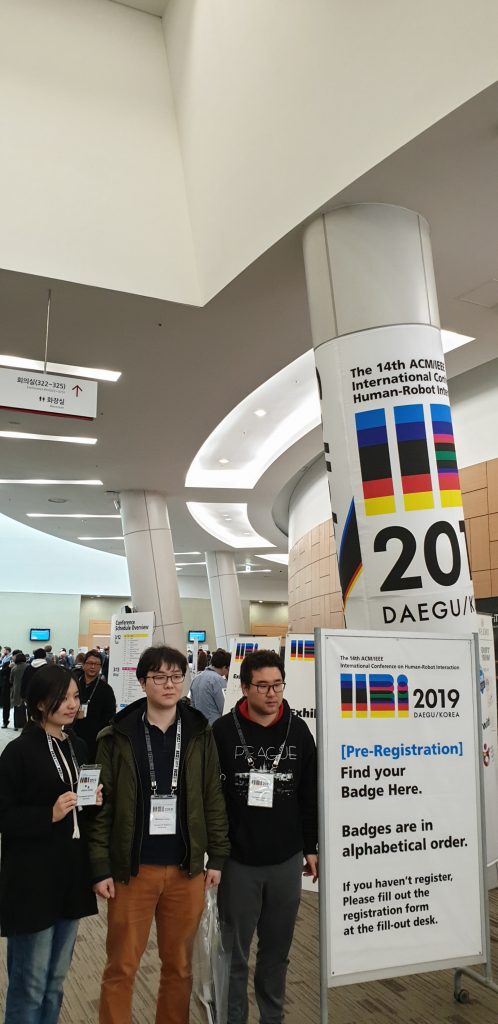 회의실(322-325)
화장실
The 14th ACM/IEEE
International
Human-Robot
HRI
201
DAEGU/K
Conference
Schedule Overview
PRAGUE
The 14th ACM/IEEE
International Conference on Human-Robot Interaction
HRI 2019
DAEGU/KOREA
[Pre-Registration]
Find your
Badge Here.
Badges are in
alphabetical order.
If you haven't register,
Please fill out the
registration form
at the fill-out desk.